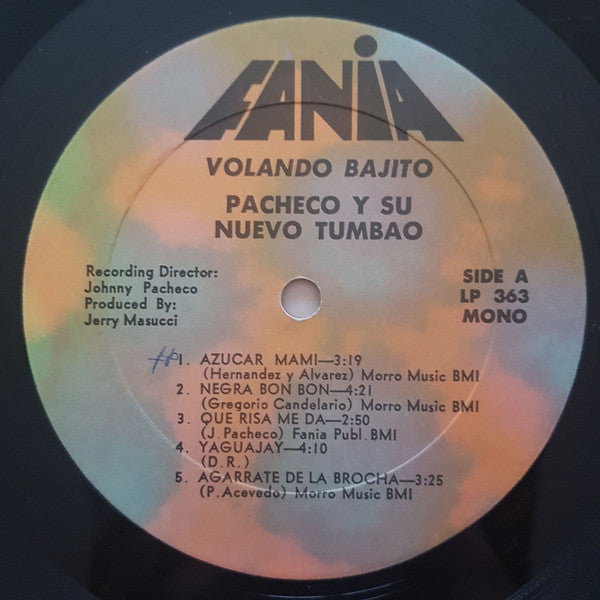 FANIA
VOLANDO BAJITO
PACHECO Y SU
NUEVO TUMBAO
Recording Director:
Johnny Pacheco
Produced By:
Jerry Masucci
SIDE A
LP 363
MONO
1. AZUCAR MAMI—3:19
(Hernandez y Alvarez) Morro Music BMI
2. NEGRA BON BON—4:21
(Gregorio Candelario) Morro Music BMI
3. QUE RISA ME DA—2:50
(J. Pacheco) Fania Publ. BMI
4. YAGUAJAY—4:10
(D.R.)
5. AGARRATE DE LA BROCHA—3:25
(P. Acevedo) Morro Music BMI